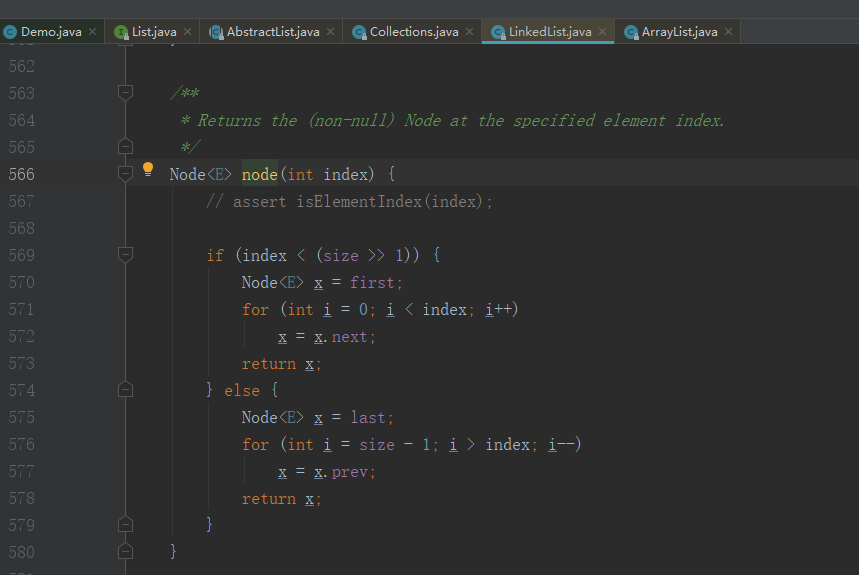 Demo.java List.java AbstractList.java Collections.java LinkedList.java ArrayList.java
562
563 /**
564 * Returns the (non-null) Node at the specified element index.
565 */
566 Node<E> node(int index) {
567 // assert isElementIndex(index);
568
569 if (index < (size >> 1)) {
570 Node<E> x = first;
571 for (int i = 0; i < index; i++)
572 x = x.next;
573 return x;
574 } else {
575 Node<E> x = last;
576 for (int i = size - 1; i > index; i--)
577 x = x.prev;
578 return x;
579 }
580 }